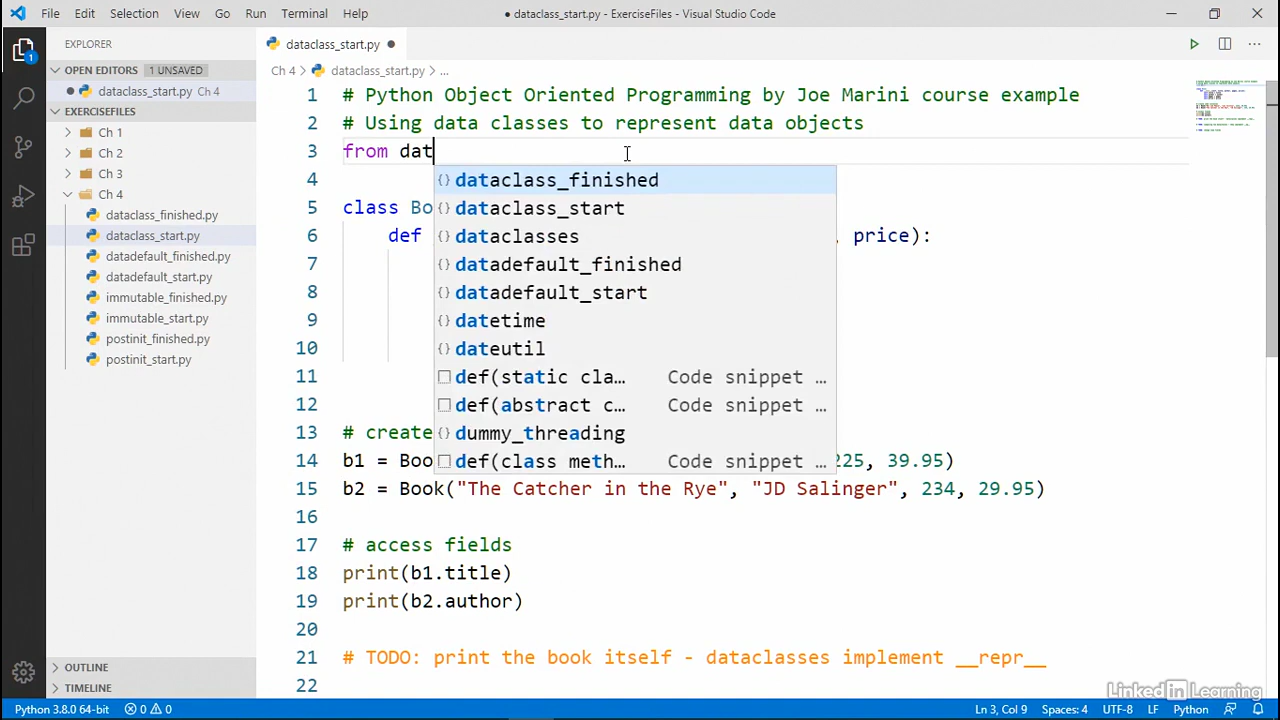 File Edit Selection View Go Run Terminal Help
● dataclass_start.py - ExerciseFiles - Visual Studio Code
EXPLORER
dataclass_start.py ●
OPEN EDITORS 1 UNSAVED
● dataclass_start.py Ch 4
Ch 4 > dataclass_start.py > ...
EXERCISEFILES
Ch 1
Ch 2
Ch 3
Ch 4
dataclass_finished.py
dataclass_start.py
datadefault_finished.py
datadefault_start.py
immutable_finished.py
immutable_start.py
postinit_finished.py
postinit_start.py
OUTLINE
TIMELINE
1 # Python Object Oriented Programming by Joe Marini course example
2 # Using data classes to represent data objects
3 from dat
4
5 class Bo
6 def , price):
7
8
9
10
11
12
13 # create
14 b1 = Boo 225, 39.95)
15 b2 = Book("The Catcher in the Rye", "JD Salinger", 234, 29.95)
16
17 # access fields
18 print(b1.title)
19 print(b2.author)
20
21 # TODO: print the book itself - dataclasses implement __repr__
22
dataclass_finished
dataclass_start
dataclasses
datadefault_finished
datadefault_start
datetime
dateutil
def(static cla… Code snippet …
def(abstract c… Code snippet …
dummy_threading
def(class meth… Code snippet …
1
Linked in Learning
Python 3.8.0 64-bit 0 0 Ln 3, Col 9 Spaces: 4 UTF-8 LF Python